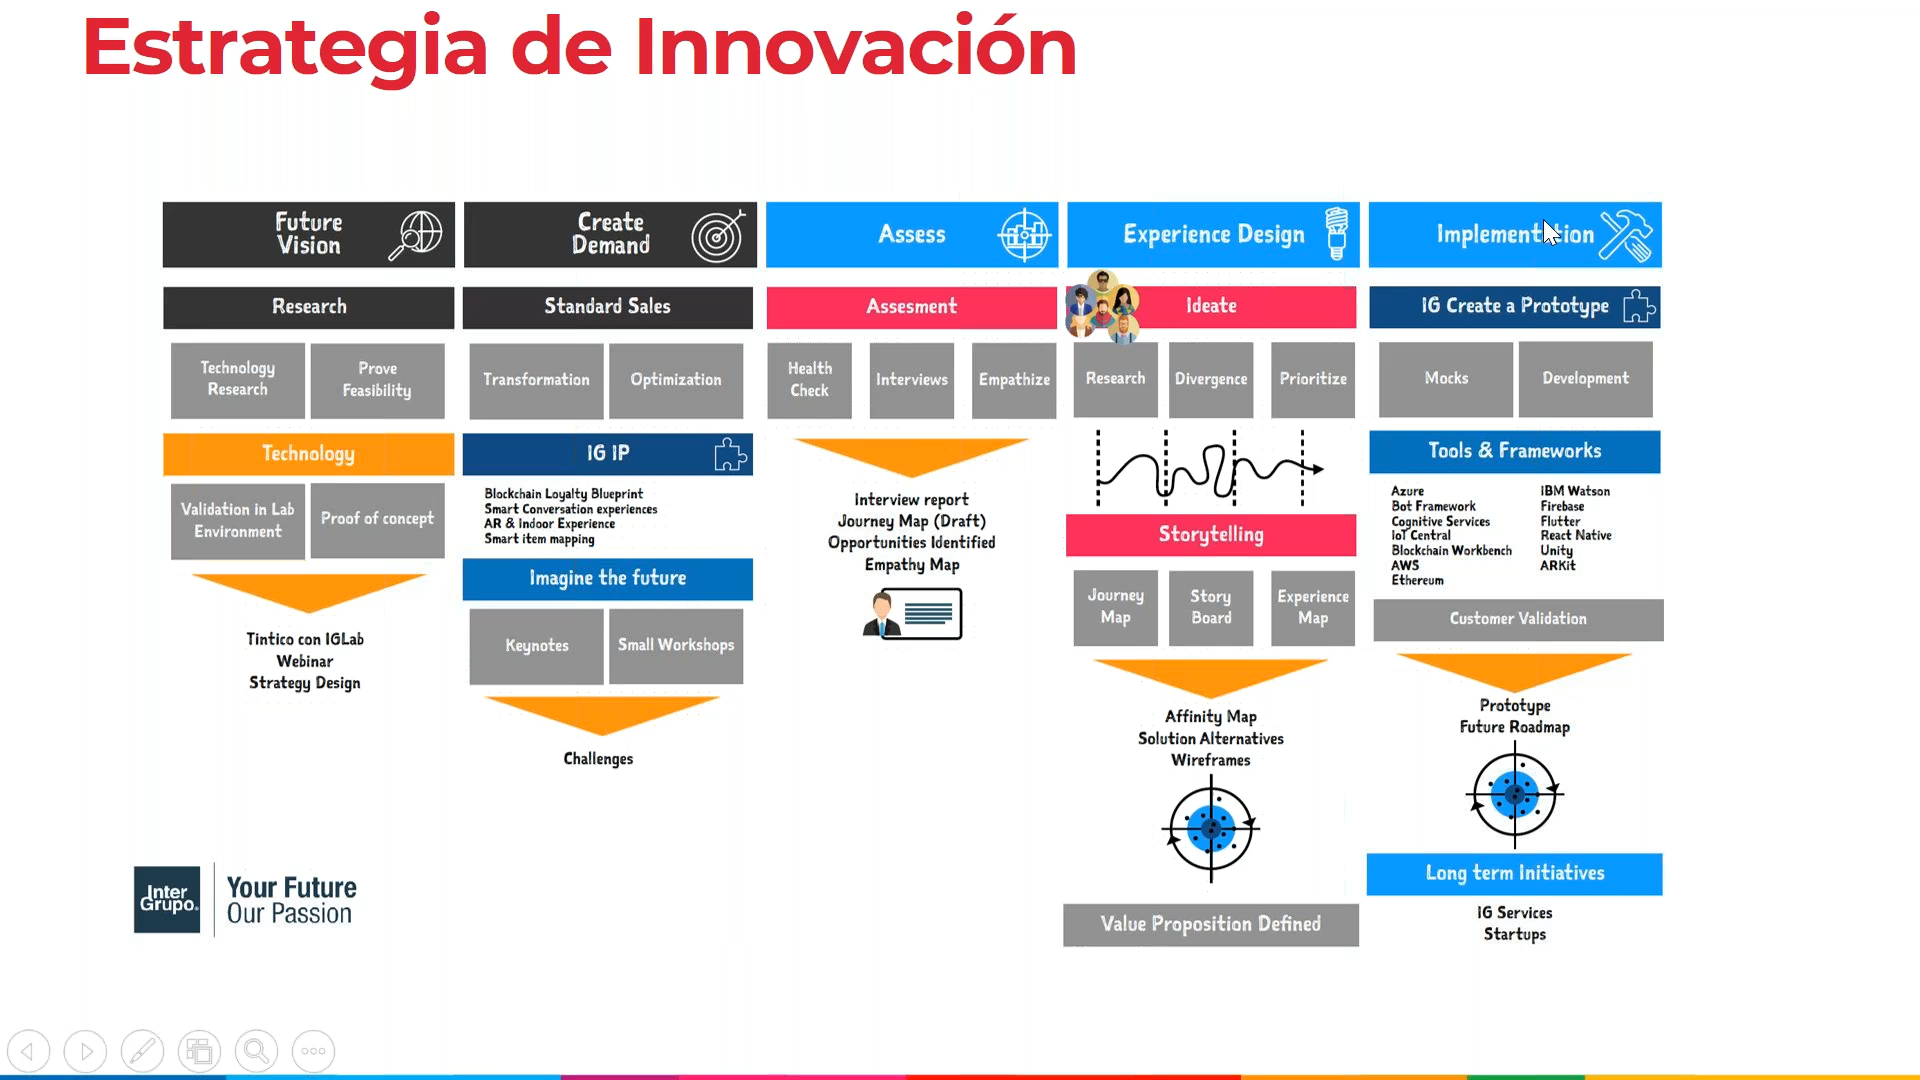 Estrategia de Innovación
Future
Vision
Research
Technology
Research
Prove
Feasibility
Technology
Validation in Lab
Environment
Proof of concept
Tintico con IGLab
Webinar
Strategy Design
Create
Demand
Standard Sales
Transformation
Optimization
IG IP
Blockchain Loyalty Blueprint
Smart Conversation experiences
AR & Indoor Experience
Smart item mapping
Imagine the future
Keynotes
Small Workshops
Challenges
Assess
Assesment
Health
Check
Interviews
Empathize
Interview report
Journey Map (Draft)
Opportunities Identified
Empathy Map
Experience Design
Ideate
Research
Divergence
Prioritize
Storytelling
Journey
Map
Story
Board
Experience
Map
Affinity Map
Solution Alternatives
Wireframes
Value Proposition Defined
Implementation
IG Create a Prototype
Mocks
Development
Tools & Frameworks
Azure
Bot Framework
Cognitive Services
IoT Central
Blockchain Workbench
AWS
Ethereum
IBM Watson
Firebase
Flutter
React Native
Unity
ARKit
Customer Validation
Prototype
Future Roadmap
Long term Initiatives
IG Services
Startups
Inter
Grupo.
Your Future
Our Passion